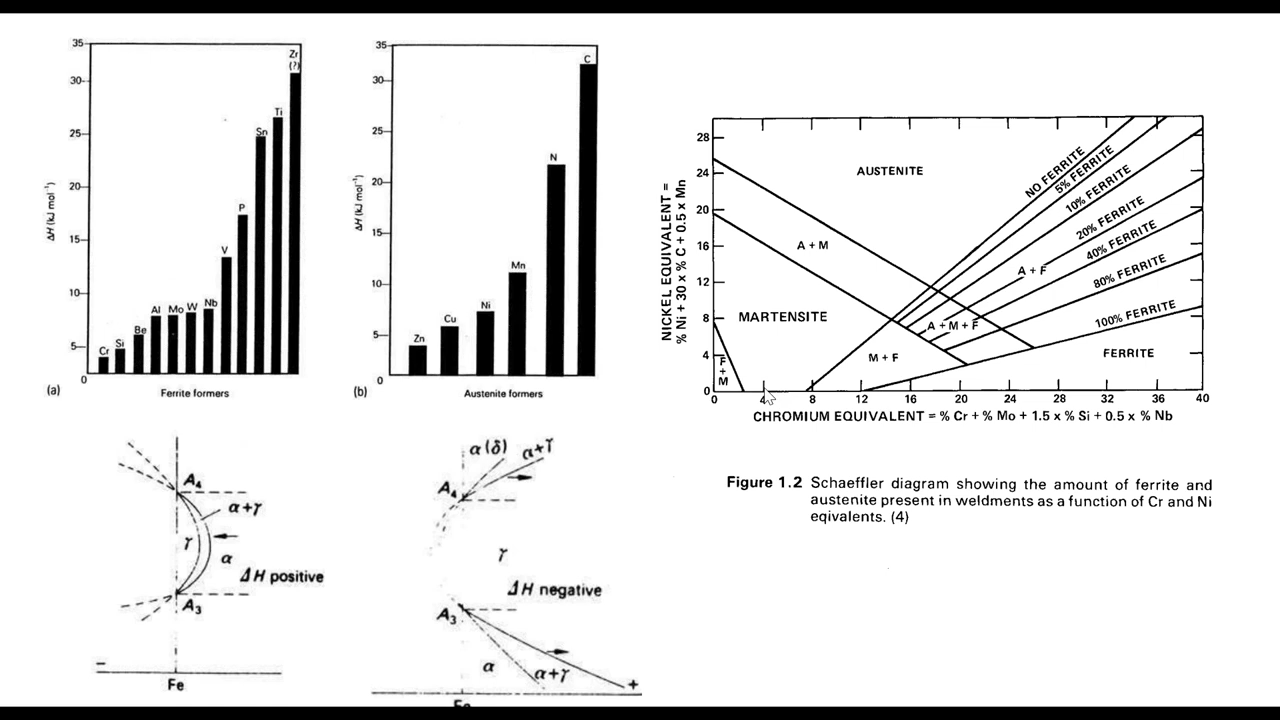 35
30
25
20
15
10
5
0
ΔH (kJ mol⁻¹)
Cr
Si
Be
Al
Mo
W
Nb
V
P
Sn
Ti
Zr
(?)
(a)
Ferrite formers
35
30
25
20
15
10
5
0
ΔH (kJ mol⁻¹)
Zn
Cu
Ni
Mn
N
C
(b)
Austenite formers
NICKEL EQUIVALENT =
% Ni + 30 x % C + 0.5 x Mn
28
24
20
16
12
8
4
0
AUSTENITE
A + M
MARTENSITE
F
+
M
M + F
A + M + F
A + F
FERRITE
NO FERRITE
5% FERRITE
10% FERRITE
20% FERRITE
40% FERRITE
80% FERRITE
100% FERRITE
0 4 8 12 16 20 24 28 32 36 40
CHROMIUM EQUIVALENT = % Cr + % Mo + 1.5 x % Si + 0.5 x % Nb
Figure 1.2 Schaeffler diagram showing the amount of ferrite and
austenite present in weldments as a function of Cr and Ni
eqivalents. (4)
A₄
α+γ
γ
α
ΔH positive
A₃
−
Fe
α(δ)
α+γ
A₄
γ
ΔH negative
A₃
α
α+γ
+
Fe